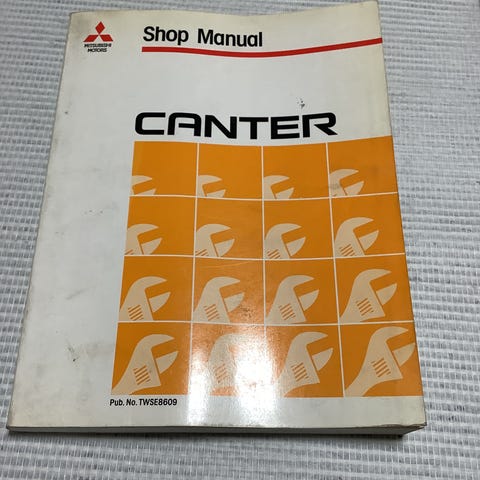 MITSUBISHI
MOTORS
Shop Manual
CANTER
Pub. No. TWSE8609